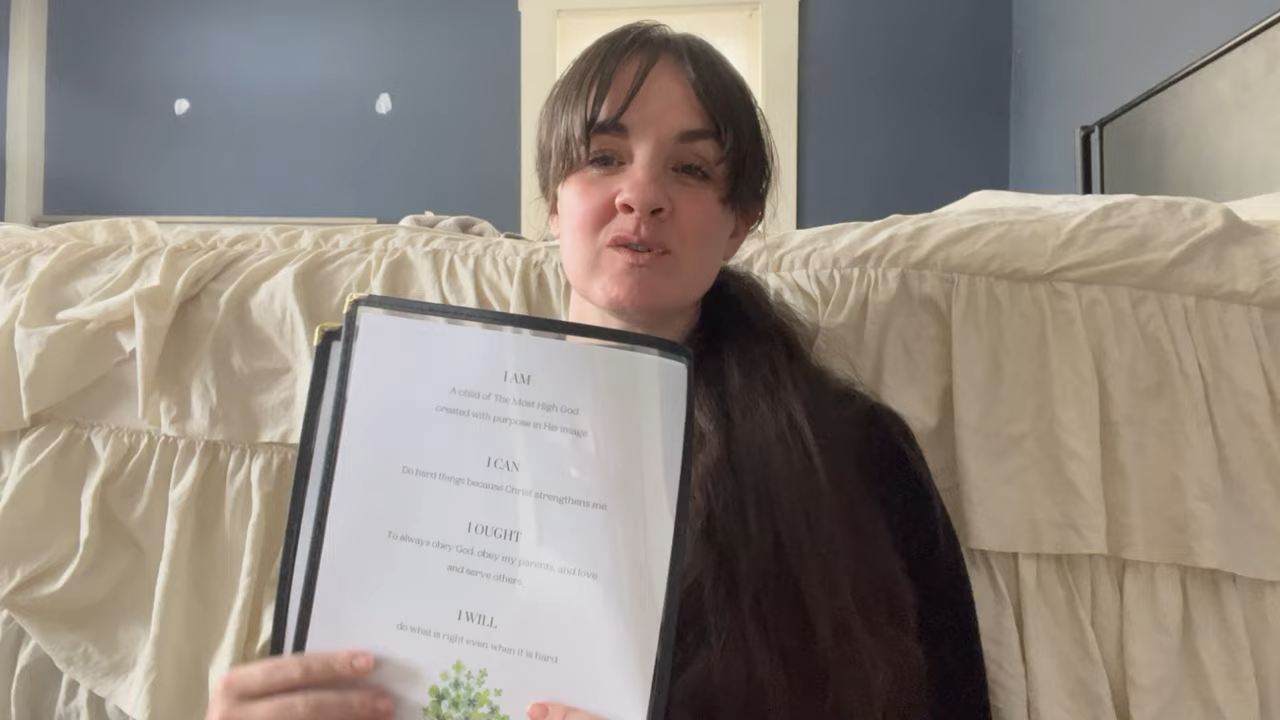 I AM
A child of The Most High God
created with purpose in His image.
I CAN
Do hard things because Christ strengthens me.
I OUGHT
To always obey God, obey my parents, and love
and serve others.
I WILL
do what is right even when it is hard